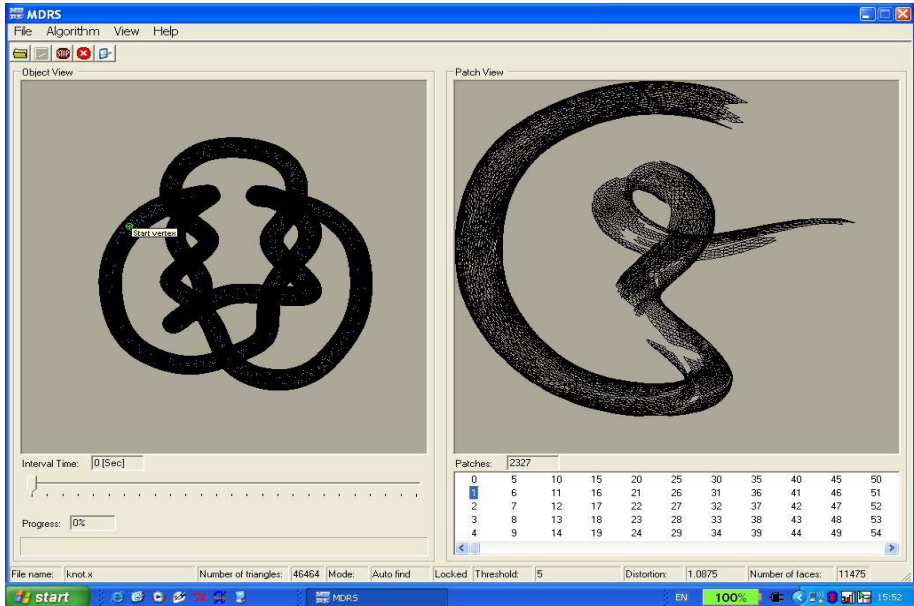 MDRS
File Algorithm View Help
STOP
Object View
Patch View
Start vertex
Interval Time: 0 [Sec]
Progress: 0%
Patches: 2327
0 5 10 15 20 25 30 35 40 45 50
1 6 11 16 21 26 31 36 41 46 51
2 7 12 17 22 27 32 37 42 47 52
3 8 13 18 23 28 33 38 43 48 53
4 9 14 19 24 29 34 39 44 49 54
File name: knot.x Number of triangles: 46464 Mode: Auto find Locked Threshold: 5 Distortion: 1.0875 Number of faces: 11475
start MDRS EN 100% 15:52